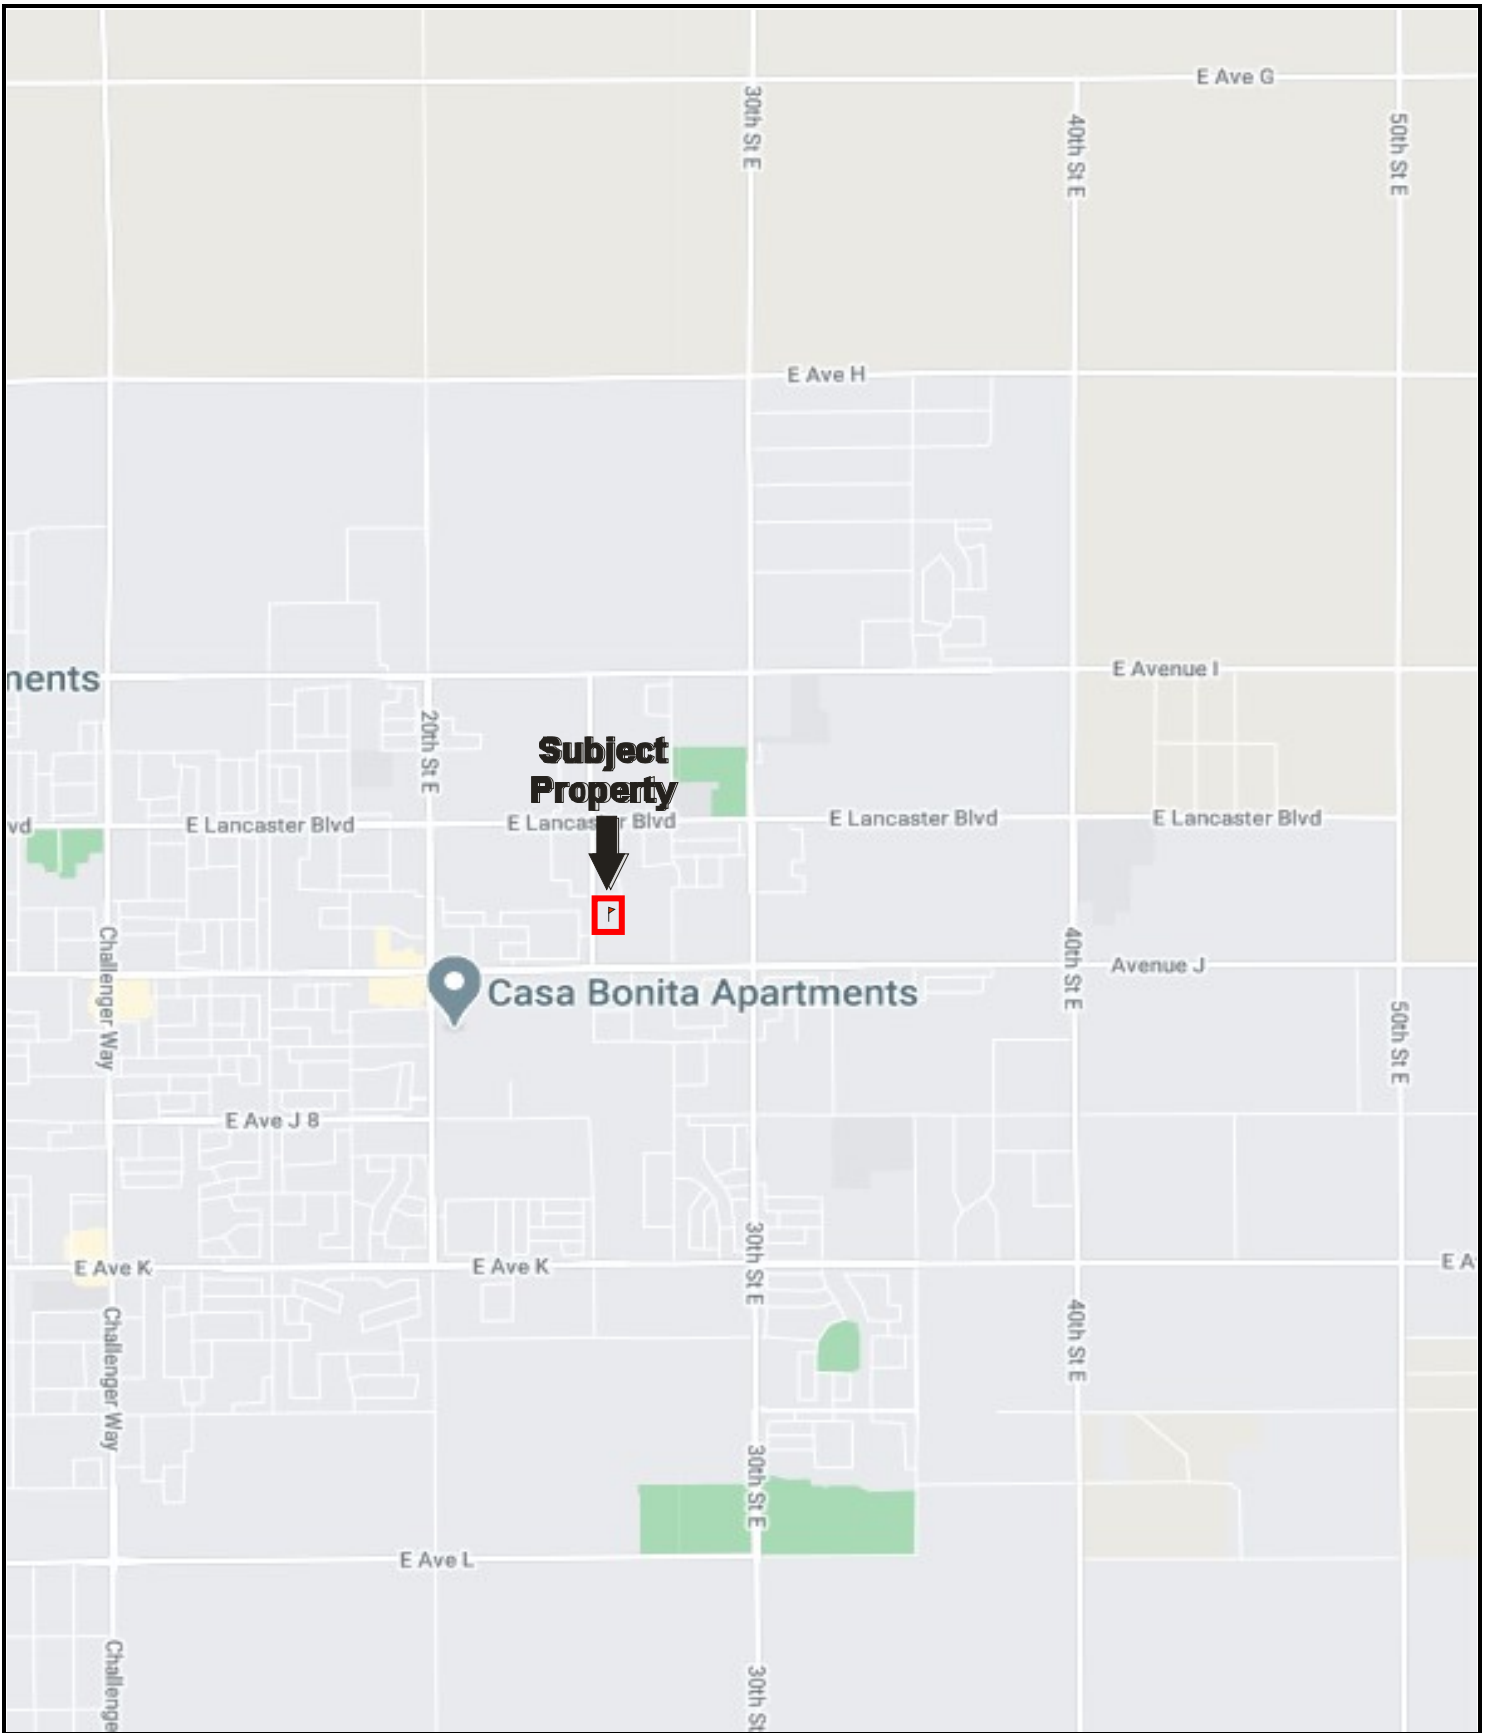 E Ave G
30th St E
40th St E
50th St E
E Ave H
E Avenue I
ments
20th St E
Subject
Property
vd
E Lancaster Blvd
E Lancaster Blvd
E Lancaster Blvd
E Lancaster Blvd
Challenger Way
40th St E
Avenue J
Casa Bonita Apartments
50th St E
E Ave J 8
30th St E
E Ave K
E Ave K
E A
Challenger Way
40th St E
30th St E
E Ave L
Challenge
30th St